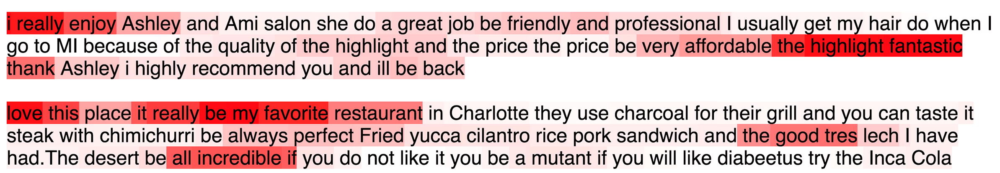 i really enjoy Ashley and Ami salon she do a great job be friendly and professional I usually get my hair do when I
go to MI because of the quality of the highlight and the price the price be very affordable the highlight fantastic
thank Ashley i highly recommend you and ill be back
love this place it really be my favorite restaurant in Charlotte they use charcoal for their grill and you can taste it
steak with chimichurri be always perfect Fried yucca cilantro rice pork sandwich and the good tres lech I have
had.The desert be all incredible if you do not like it you be a mutant if you will like diabeetus try the Inca Cola